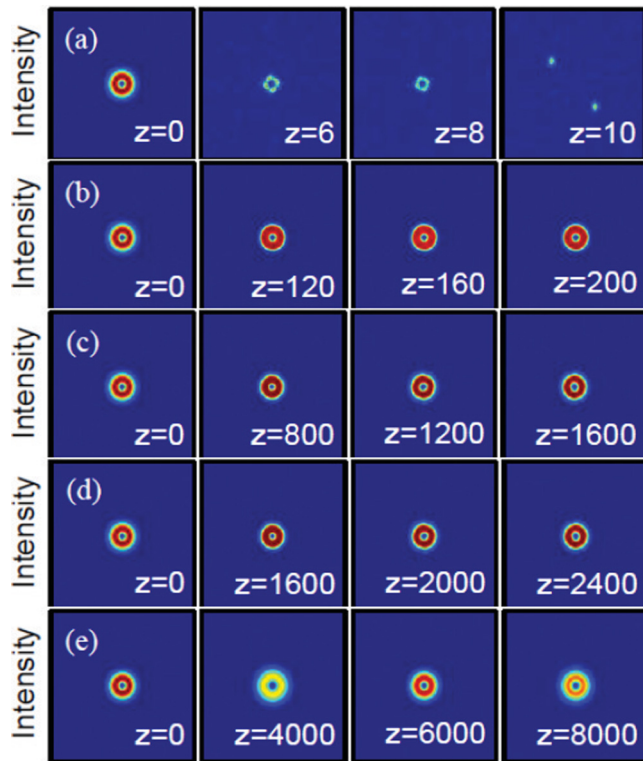 Intensity (a) z=0 z=6 z=8 z=10
Intensity (b) z=0 z=120 z=160 z=200
Intensity (c) z=0 z=800 z=1200 z=1600
Intensity (d) z=0 z=1600 z=2000 z=2400
Intensity (e) z=0 z=4000 z=6000 z=8000